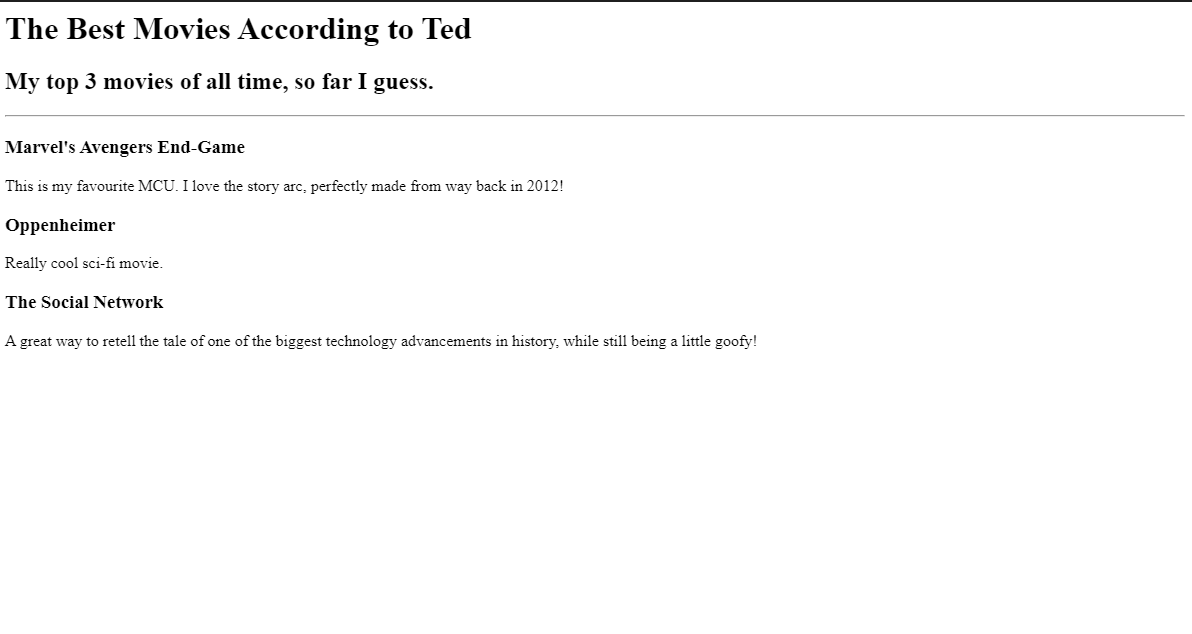 The Best Movies According to Ted
My top 3 movies of all time, so far I guess.
Marvel's Avengers End-Game
This is my favourite MCU. I love the story arc, perfectly made from way back in 2012!
Oppenheimer
Really cool sci-fi movie.
The Social Network
A great way to retell the tale of one of the biggest technology advancements in history, while still being a little goofy!